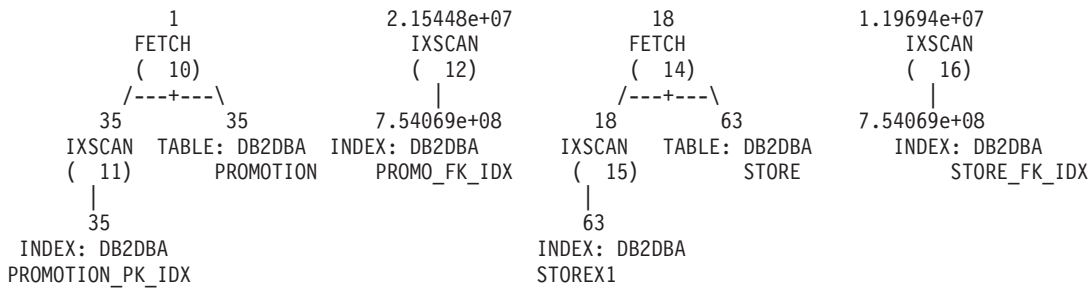 1 2.15448e+07 18 1.19694e+07
FETCH IXSCAN FETCH IXSCAN
( 10) ( 12) ( 14) ( 16)
/---+---\ | /---+---\ |
35 35 7.54069e+08 18 63 7.54069e+08
IXSCAN TABLE: DB2DBA INDEX: DB2DBA IXSCAN TABLE: DB2DBA INDEX: DB2DBA
( 11) PROMOTION PROMO_FK_IDX ( 15) STORE STORE_FK_IDX
| |
35 63
INDEX: DB2DBA INDEX: DB2DBA
PROMOTION_PK_IDX STOREX1